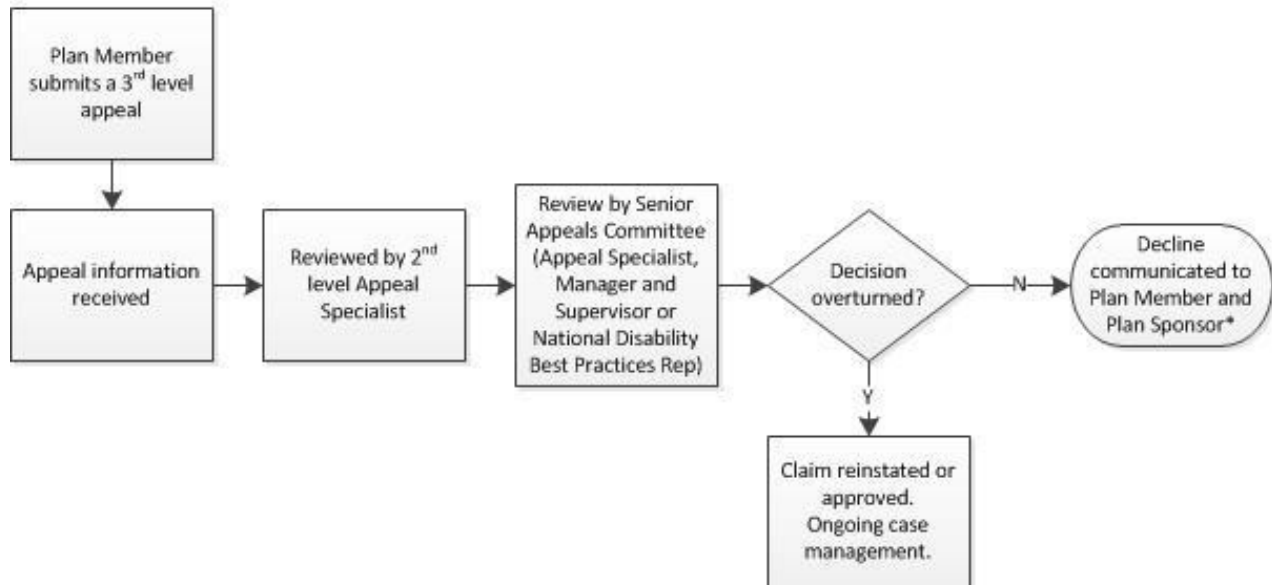 Plan Member
submits a 3rd level
appeal
Appeal information
received
Reviewed by 2nd
level Appeal
Specialist
Review by Senior
Appeals Committee
(Appeal Specialist,
Manager and
Supervisor or
National Disability
Best Practices Rep)
Decision
overturned?
N
Decline
communicated to
Plan Member and
Plan Sponsor*
Y
Claim reinstated or
approved.
Ongoing case
management.